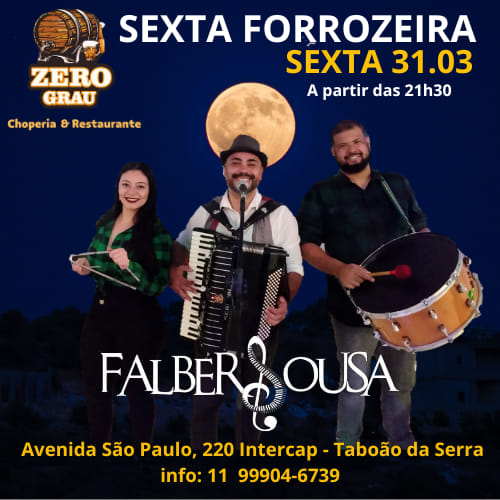 SEXTA FORROZEIRA
SEXTA 31.03
A partir das 21h30
ZERO
GRAU
Choperia & Restaurante
FALBER SOUSA
Avenida São Paulo, 220 Intercap - Taboão da Serra
info: 11 99904-6739